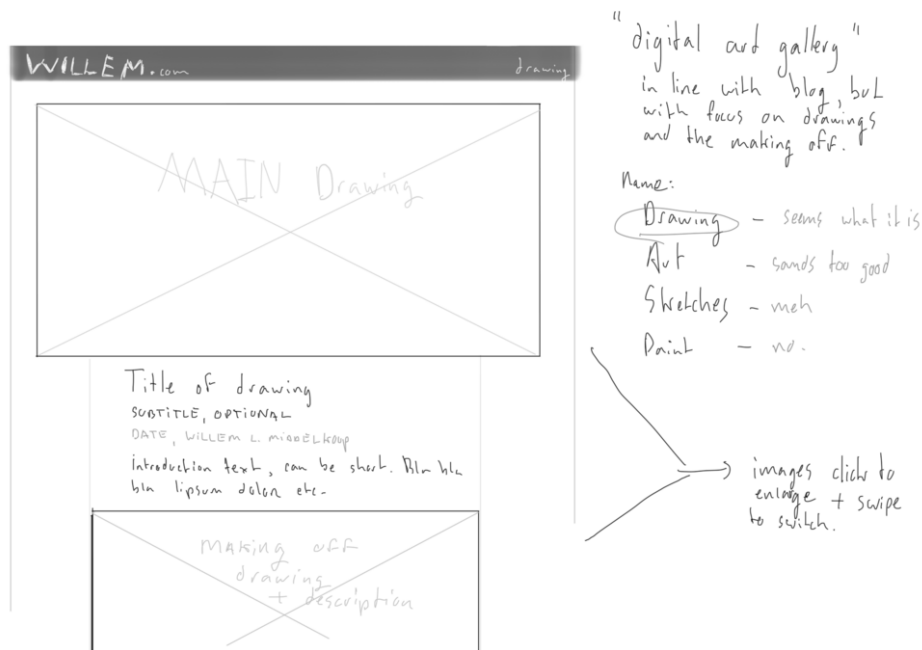 WILLEM.com
drawing
MAIN Drawing
Title of drawing
SUBTITLE, OPTIONAL
DATE, WILLEM L. MIDDELKOUP
introduction text, can be short. Bla bla
bla lipsum dolor etc.
Making off
drawing
+ description
"digital art gallery"
in line with blog, but
with focus on drawings
and the making off.
Name:
Drawing - seems what it is
Art - sounds too good
Sketches - meh
Paint - no.
images click to
enlarge + swipe
to switch.